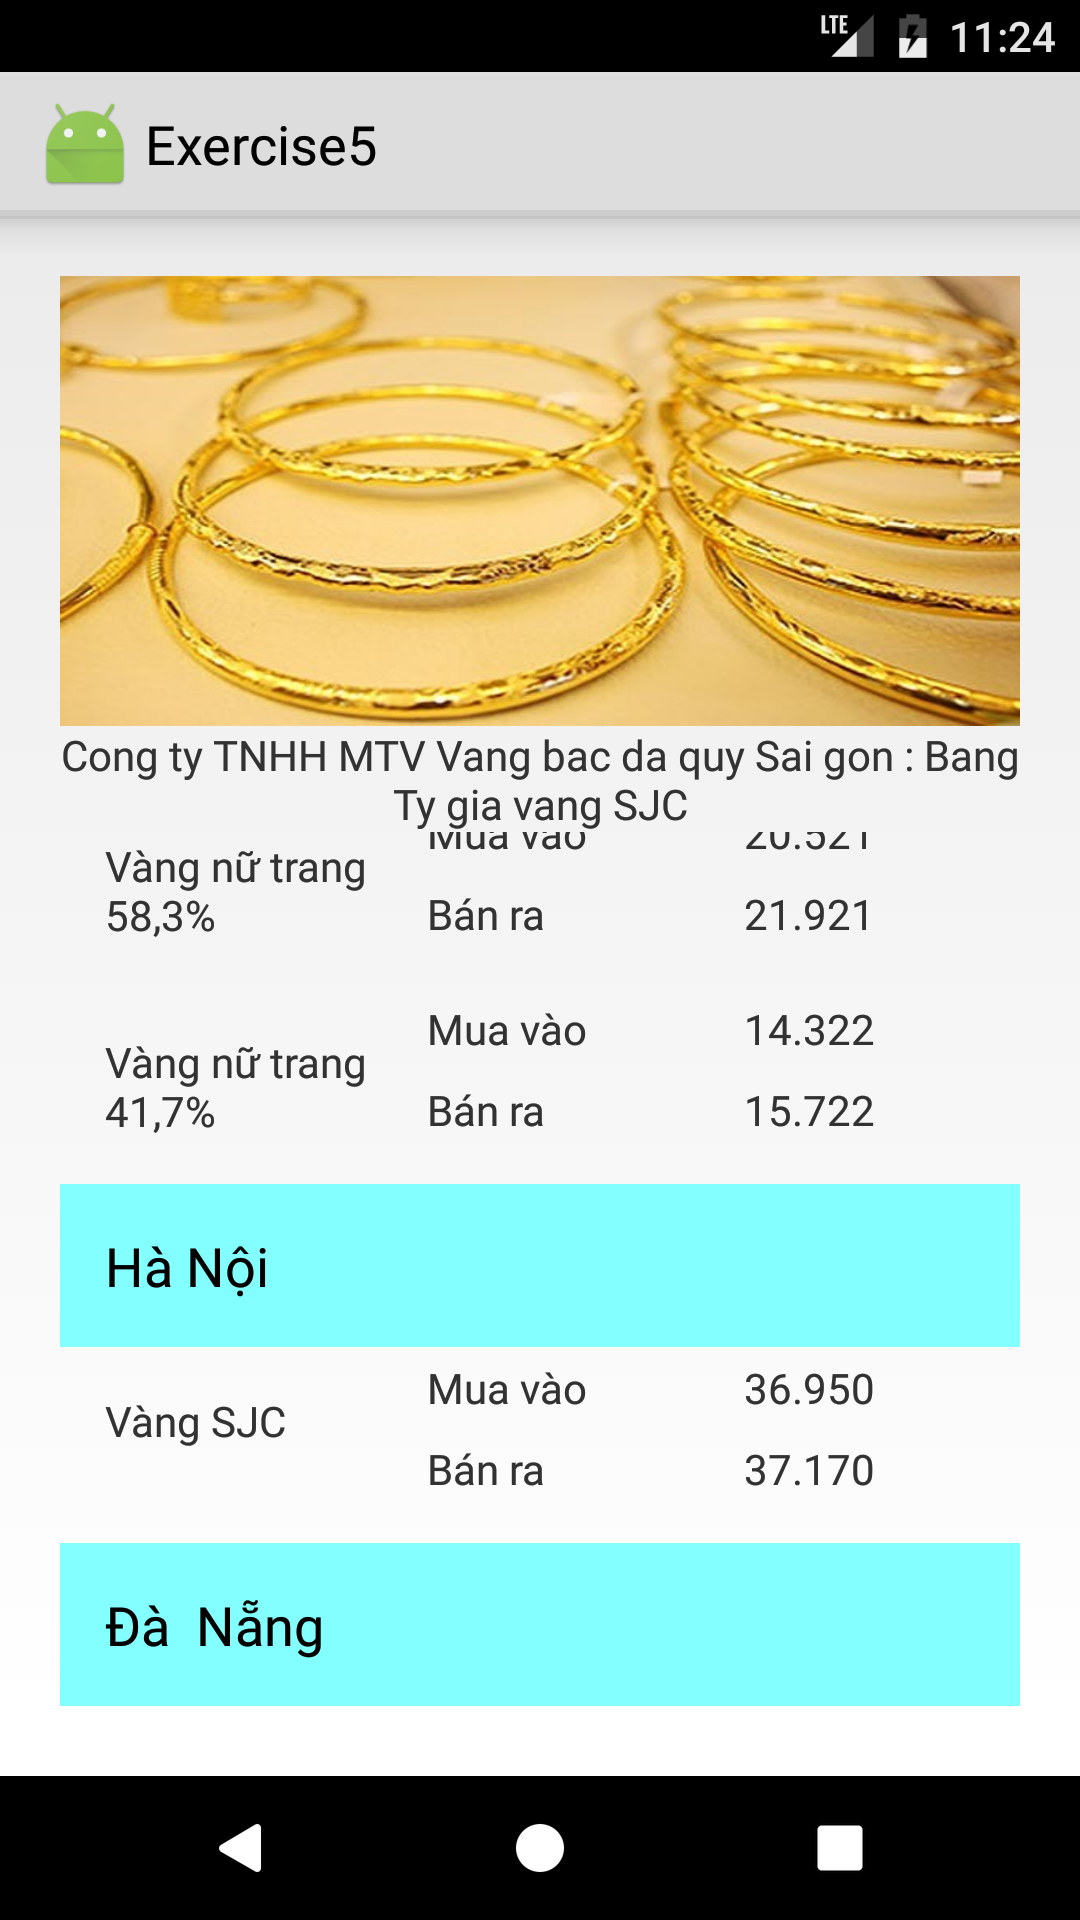 LTE 11:24
Exercise5
Cong ty TNHH MTV Vang bac da quy Sai gon : Bang
Ty gia vang SJC
Mua vào 20.521
Vàng nữ trang
58,3%
Bán ra 21.921
Mua vào 14.322
Vàng nữ trang
41,7%
Bán ra 15.722
Hà Nội
Mua vào 36.950
Vàng SJC
Bán ra 37.170
Đà  Nẵng